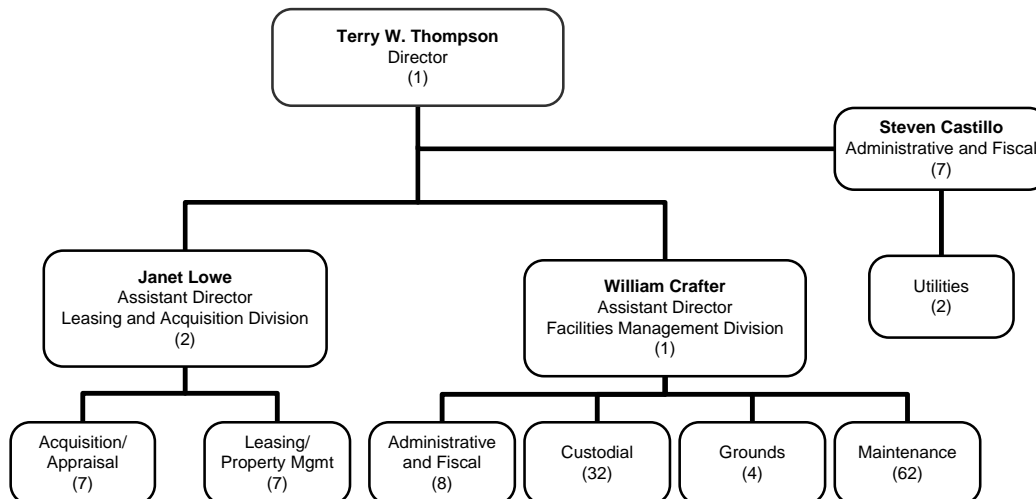 Terry W. Thompson
Director
(1)
Steven Castillo
Administrative and Fiscal
(7)
Janet Lowe
Assistant Director
Leasing and Acquisition Division
(2)
William Crafter
Assistant Director
Facilities Management Division
(1)
Utilities
(2)
Acquisition/
Appraisal
(7)
Leasing/
Property Mgmt
(7)
Administrative
and Fiscal
(8)
Custodial
(32)
Grounds
(4)
Maintenance
(62)